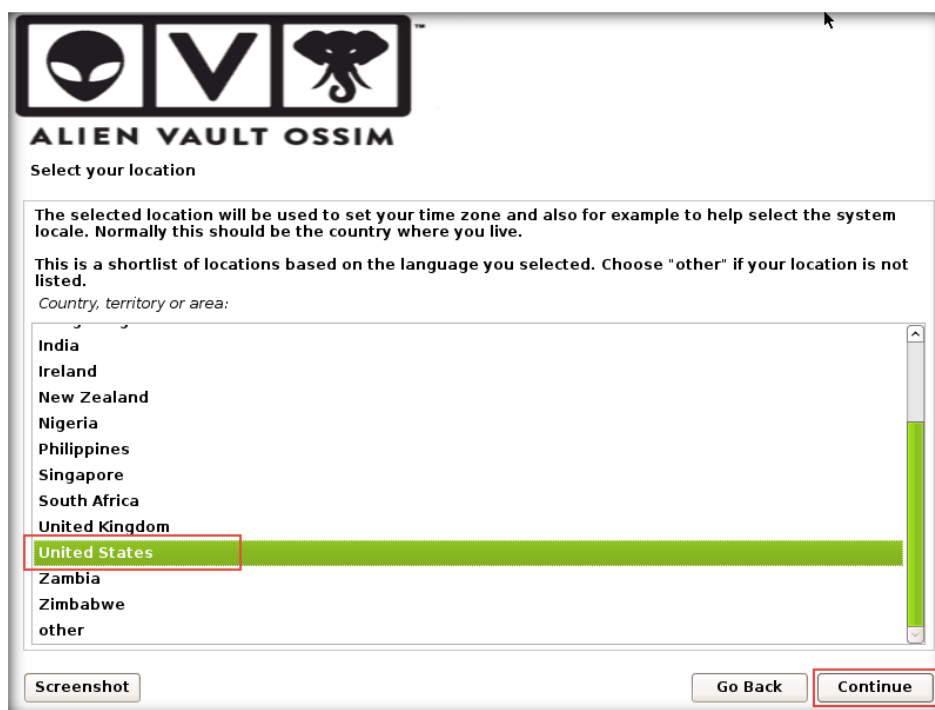 V
™
ALIEN VAULT OSSIM
Select your location
The selected location will be used to set your time zone and also for example to help select the system
locale. Normally this should be the country where you live.
This is a shortlist of locations based on the language you selected. Choose "other" if your location is not
listed.
Country, territory or area:
India
Ireland
New Zealand
Nigeria
Philippines
Singapore
South Africa
United Kingdom
United States
Zambia
Zimbabwe
other
Screenshot
Go Back
Continue